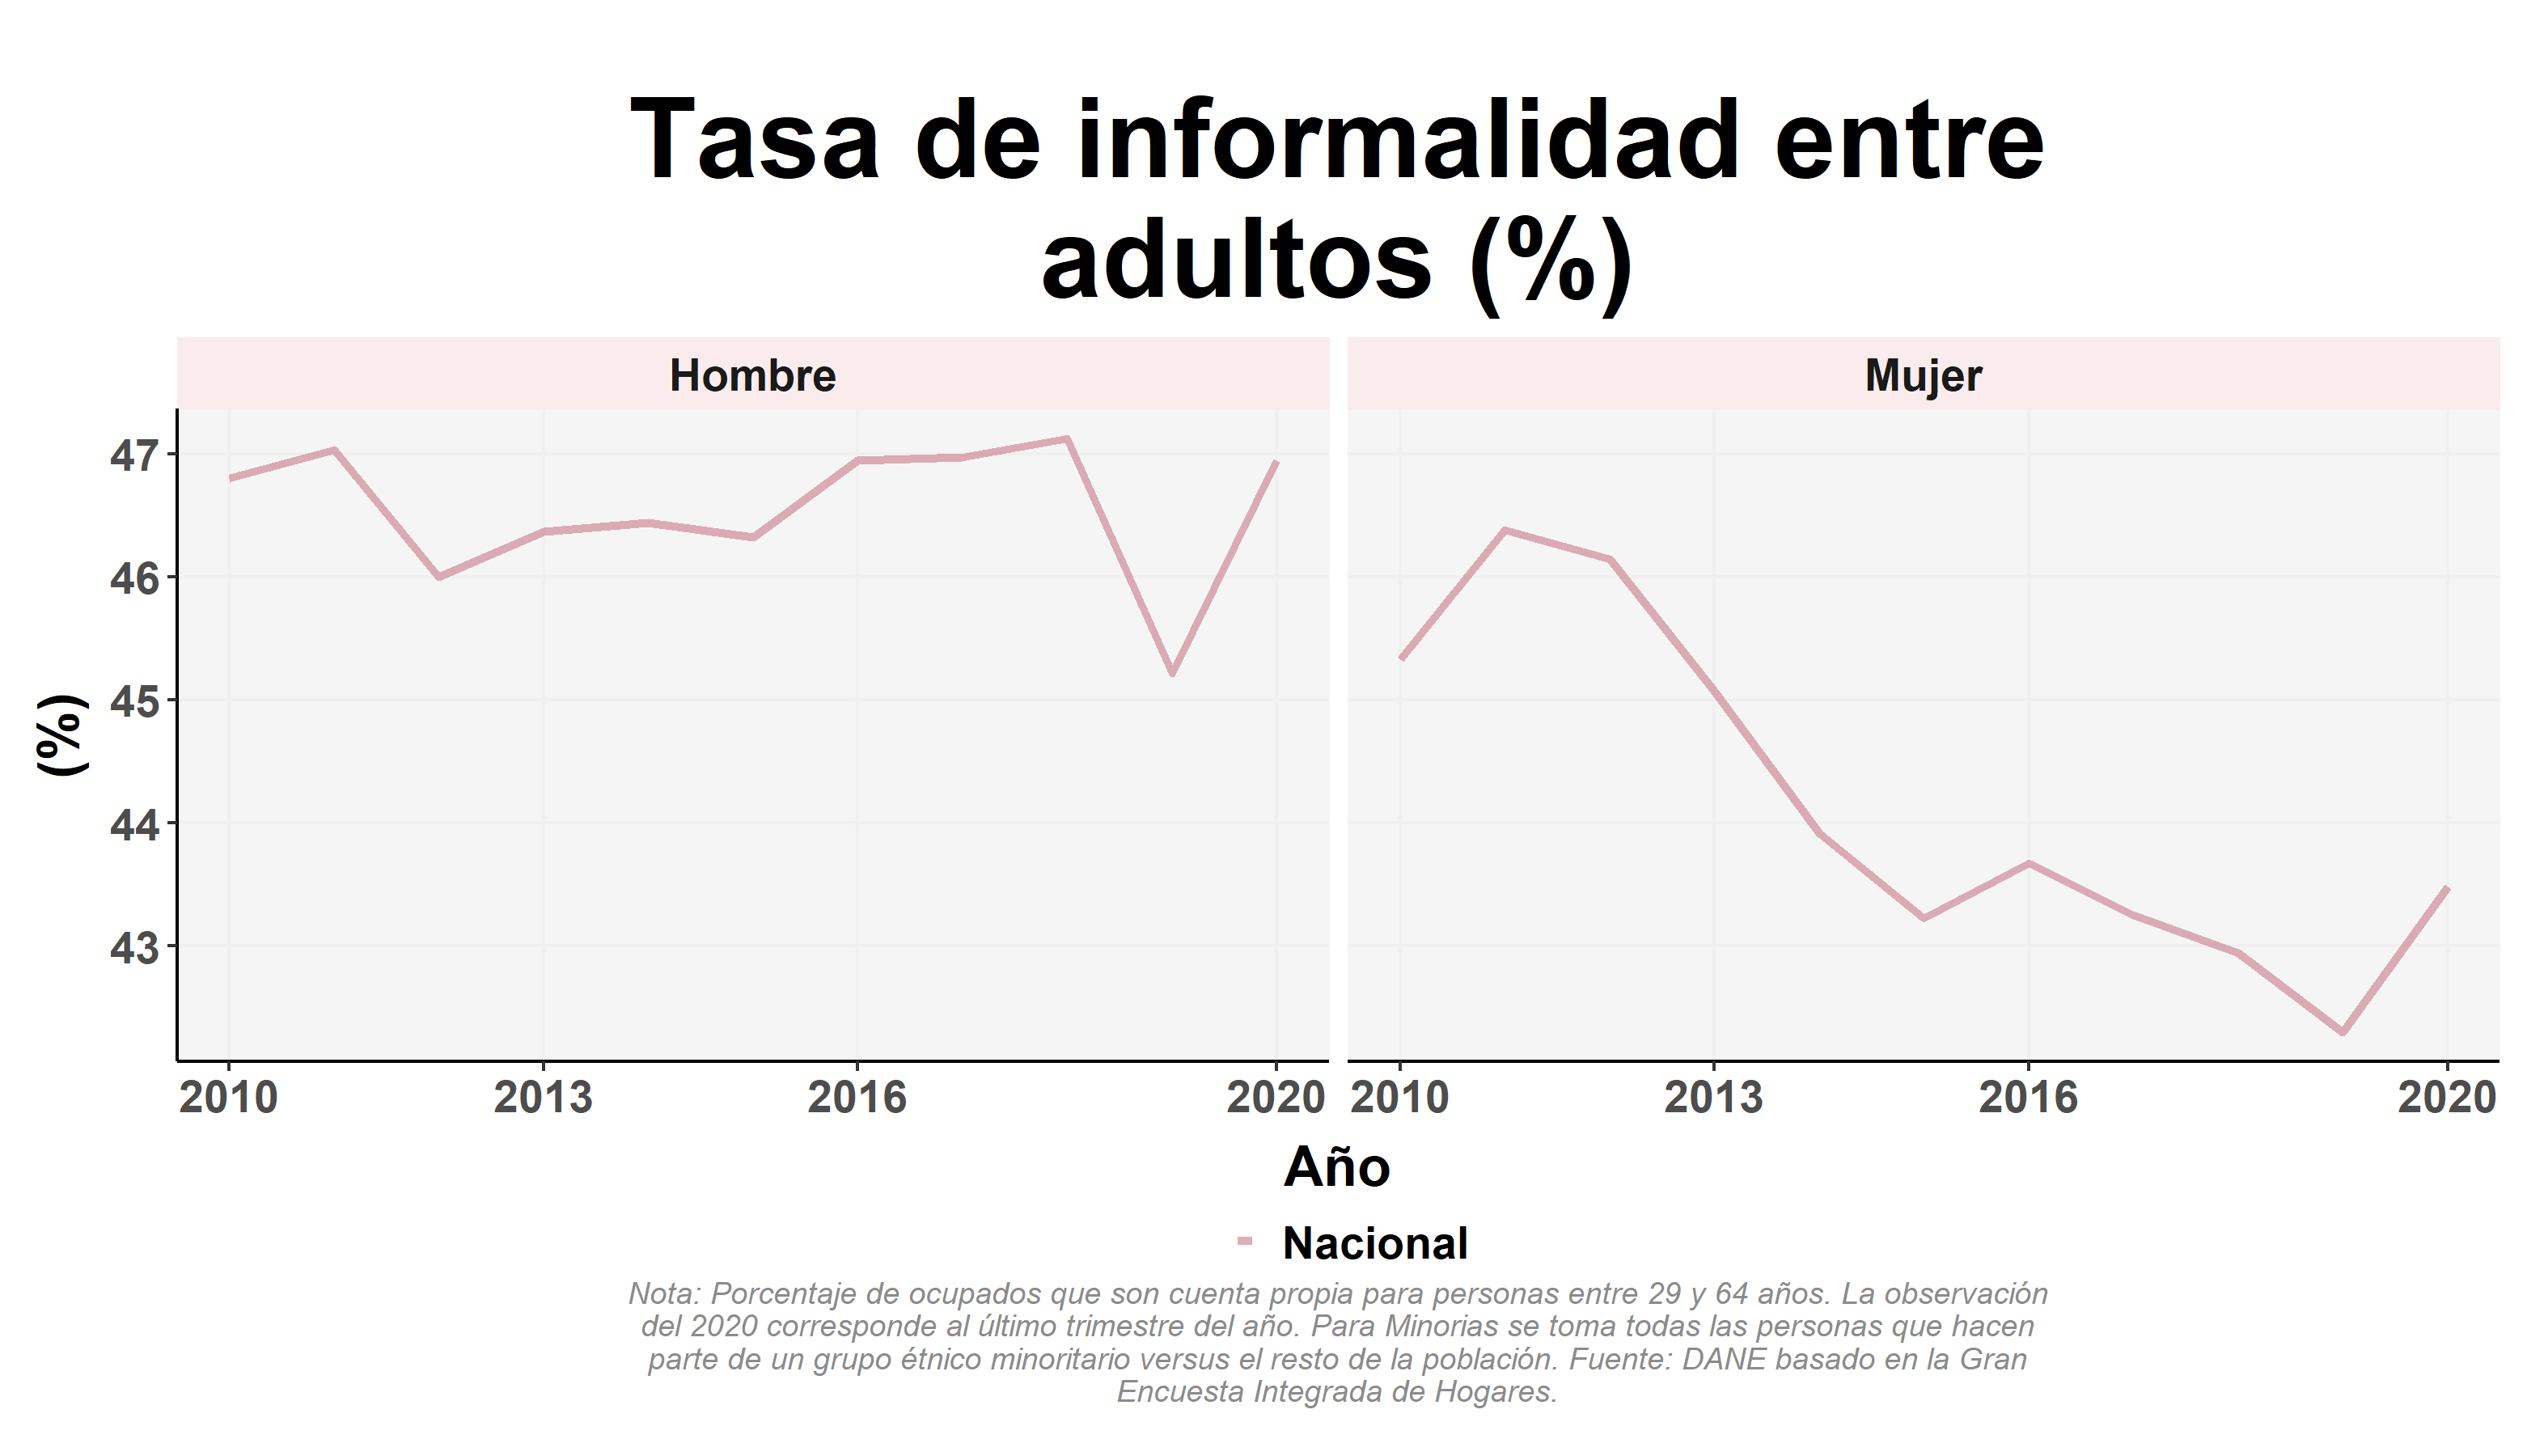 Tasa de informalidad entre
adultos (%)
Hombre
Mujer
47
46
45
44
43
(%)
2010 2013 2016 2020 2010 2013 2016 2020
Año
Nacional
Nota: Porcentaje de ocupados que son cuenta propia para personas entre 29 y 64 años. La observación
del 2020 corresponde al último trimestre del año. Para Minorias se toma todas las personas que hacen
parte de un grupo étnico minoritario versus el resto de la población. Fuente: DANE basado en la Gran
Encuesta Integrada de Hogares.